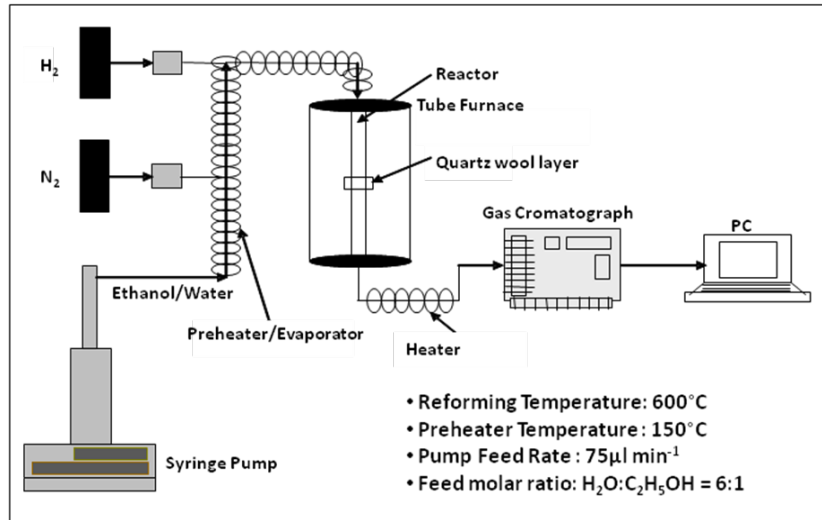 H₂
Reactor
Tube Furnace
N₂
Quartz wool layer
Gas Cromatograph
PC
Ethanol/Water
Preheater/Evaporator
Heater
Syringe Pump
• Reforming Temperature: 600°C
• Preheater Temperature : 150°C
• Pump Feed Rate : 75µl min⁻¹
• Feed molar ratio: H₂O:C₂H₅OH = 6:1